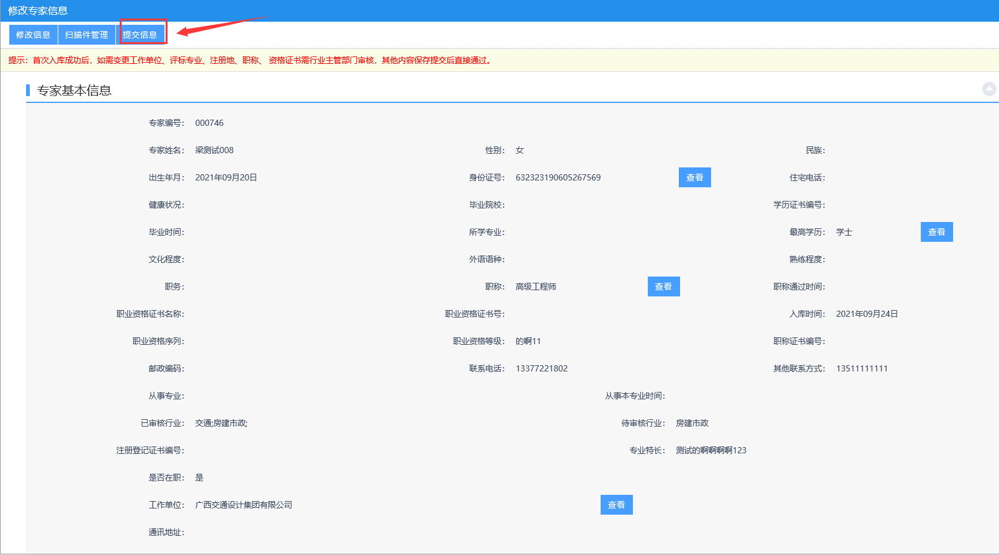 修改专家信息
修改信息 扫描件管理 提交信息
提示：首次入库成功后，如需变更工作单位、评标专业、注册地、职称、 资格证书需行业主管部门审核，其他内容保存提交后直接通过。
专家基本信息
专家编号： 000746
专家姓名： 梁测试008 性别： 女 民族：
出生年月： 2021年09月20日 身份证号： 632323190605267569 查看 住宅电话：
健康状况： 毕业院校： 学历证书编号：
毕业时间： 所学专业： 最高学历： 学士 查看
文化程度： 外语语种： 熟练程度：
职务： 职称： 高级工程师 查看 职称通过时间：
职业资格证书名称： 职业资格证书号： 入库时间： 2021年09月24日
职业资格序列： 职业资格等级： 的啊11 职称证书编号：
邮政编码： 联系电话： 13377221802 其他联系方式： 13511111111
从事专业： 从事本专业时间：
已审核行业： 交通;房建市政; 待审核行业： 房建市政
注册登记证书编号： 专业特长： 测试的啊啊啊啊123
是否在职： 是
工作单位： 广西交通设计集团有限公司 查看
通讯地址：